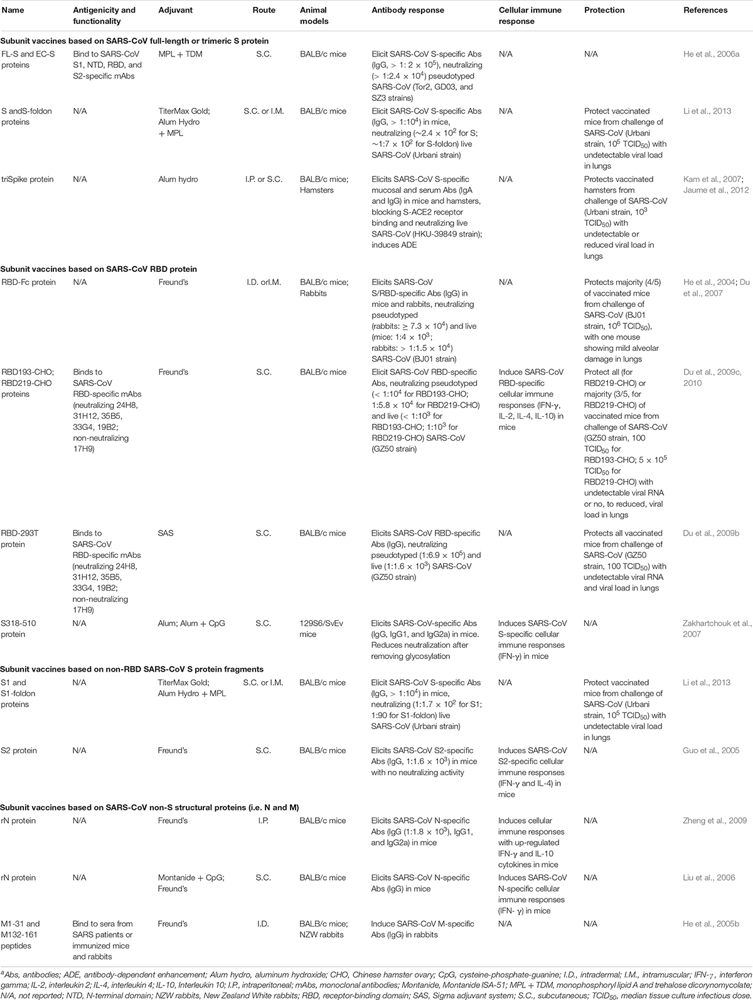 Name Antigenicity and functionality Adjuvant Route Animal models Antibody response Cellular immune response Protection References
Subunit vaccines based on SARS-CoV full-length or trimeric S protein
FL-S and EC-S proteins
Bind to SARS-CoV S1, NTD, RBD, and S2-specific mAbs
MPL + TDM
S.C.
BALB/c mice
Elicit SARS-CoV S-specific Abs (IgG, > 1: 2 × 10⁵), neutralizing (> 1:2.4 × 10⁴) pseudotyped SARS-CoV (Tor2, GD03, and SZ3 strains)
N/A
N/A
He et al., 2006a
S andS-foldon proteins
N/A
TiterMax Gold; Alum Hydro + MPL
S.C. or I.M.
BALB/c mice
Elicit SARS-CoV S-specific Abs (IgG, > 1:10⁴) in mice, neutralizing (∼2.4 × 10² for S; ∼1:7 × 10² for S-foldon) live SARS-CoV (Urbani strain)
N/A
Protect vaccinated mice from challenge of SARS-CoV (Urbani strain, 10⁵ TCID₅₀) with undetectable viral load in lungs
Li et al., 2013
triSpike protein
N/A
Alum hydro
I.P. or S.C.
BALB/c mice; Hamsters
Elicits SARS-CoV S-specific mucosal and serum Abs (IgA and IgG) in mice and hamsters, blocking S-ACE2 receptor binding and neutralizing live SARS-CoV (HKU-39849 strain); induces ADE
N/A
Protects vaccinated hamsters from challenge of SARS-CoV (Urbani strain, 10³ TCID₅₀) with undetectable or reduced viral load in lungs
Kam et al., 2007; Jaume et al., 2012
Subunit vaccines based on SARS-CoV RBD protein
RBD-Fc protein
N/A
Freund's
I.D. orI.M.
BALB/c mice; Rabbits
Elicits SARS-CoV S/RBD-specific Abs (IgG) in mice and rabbits, neutralizing pseudotyped (rabbits: ≥ 7.3 × 10⁴) and live (mice: 1:4 × 10³; rabbits: > 1:1.5 × 10⁴) SARS-CoV (BJ01 strain)
N/A
Protects majority (4/5) of vaccinated mice from challenge of SARS-CoV (BJ01 strain, 10⁶ TCID₅₀), with one mouse showing mild alveolar damage in lungs
He et al., 2004; Du et al., 2007
RBD193-CHO; RBD219-CHO proteins
Binds to SARS-CoV RBD-specific mAbs (neutralizing 24H8, 31H12, 35B5, 33G4, 19B2; non-neutralizing 17H9)
Freund's
S.C.
BALB/c mice
Elicit SARS-CoV RBD-specific Abs, neutralizing pseudotyped (< 1:10⁴ for RBD193-CHO; 1:5.8 × 10⁴ for RBD219-CHO) and live (< 1:10³ for RBD193-CHO; 1:10³ for RBD219-CHO) SARS-CoV (GZ50 strain)
Induce SARS-CoV RBD-specific cellular immune responses (IFN-γ, IL-2, IL-4, IL-10) in mice
Protect all (for RBD219-CHO) or majority (3/5, for RBD219-CHO) of vaccinated mice from challenge of SARS-CoV (GZ50 strain, 100 TCID₅₀ for RBD193-CHO; 5 × 10⁵ TCID₅₀ for RBD219-CHO) with undetectable viral RNA or no, to reduced, viral load in lungs
Du et al., 2009c, 2010
RBD-293T protein
Binds to SARS-CoV RBD-specific mAbs (neutralizing 24H8, 31H12, 35B5, 33G4, 19B2; non-neutralizing 17H9)
SAS
S.C.
BALB/c mice
Elicits SARS-CoV RBD-specific Abs (IgG), neutralizing pseudotyped (1:6.9 × 10⁵) and live (1:1.6 × 10³) SARS-CoV (GZ50 strain)
N/A
Protects all vaccinated mice from challenge of SARS-CoV (GZ50 strain, 100 TCID₅₀) with undetectable viral RNA and viral load in lungs
Du et al., 2009b
S318-510 protein
N/A
Alum; Alum + CpG
S.C.
129S6/SvEv mice
Elicits SARS-CoV-specific Abs (IgG, IgG1, and IgG2a) in mice. Reduces neutralization after removing glycosylation
Induces SARS-CoV S-specific cellular immune responses (IFN-γ) in mice
N/A
Zakhartchouk et al., 2007
Subunit vaccines based on non-RBD SARS-CoV S protein fragments
S1 and S1-foldon proteins
N/A
TiterMax Gold; Alum Hydro + MPL
S.C. or I.M.
BALB/c mice
Elicit SARS-CoV S-specific Abs (IgG, > 1:10⁴) in mice, neutralizing (1:1.7 × 10² for S1; 1:90 for S1-foldon) live SARS-CoV (Urbani strain)
N/A
Protect vaccinated mice from challenge of SARS-CoV (Urbani strain, 10⁵ TCID₅₀) with undetectable viral load in lungs
Li et al., 2013
S2 protein
N/A
Freund's
S.C.
BALB/c mice
Elicits SARS-CoV S2-specific Abs (IgG, 1:1.6 × 10³) in mice with no neutralizing activity
Induces SARS-CoV S2-specific cellular immune responses (IFN-γ and IL-4) in mice
N/A
Guo et al., 2005
Subunit vaccines based on SARS-CoV non-S structural proteins (i.e. N and M)
rN protein
N/A
Freund's
I.P.
BALB/c mice
Elicits SARS-CoV N-specific Abs (IgG (1:1.8 × 10³), IgG1, and IgG2a) in mice
Induces cellular immune responses with up-regulated IFN-γ and IL-10 cytokines in mice
N/A
Zheng et al., 2009
rN protein
N/A
Montanide + CpG; Freund's
S.C.
BALB/c mice
Elicits SARS-CoV N-specific Abs (IgG) in mice
Induces SARS-CoV N-specific cellular immune responses (IFN- γ) in mice
N/A
Liu et al., 2006
M1-31 and M132-161 peptides
Bind to sera from SARS patients or immunized mice and rabbits
Freund's
I.D.
BALB/c mice; NZW rabbits
Induce SARS-CoV M-specific Abs (IgG) in rabbits
N/A
N/A
He et al., 2005b
ᵃAbs, antibodies; ADE, antibody-dependent enhancement; Alum hydro, aluminum hydroxide; CHO, Chinese hamster ovary; CpG, cysteine-phosphate-guanine; I.D., intradermal; I.M., intramuscular; IFN-γ, interferon
gamma; IL-2, interleukin 2; IL-4, interleukin 4; IL-10, Interleukin 10; I.P., intraperitoneal; mAbs, monoclonal antibodies; Montanide, Montanide ISA-51; MPL + TDM, monophosphoryl lipid A and trehalose dicorynomycolate;
N/A, not reported; NTD, N-terminal domain; NZW rabbits, New Zealand White rabbits; RBD, receptor-binding domain; SAS, Sigma adjuvant system; S.C., subcutaneous; TCID₅₀, median tissue culture infectious dose.